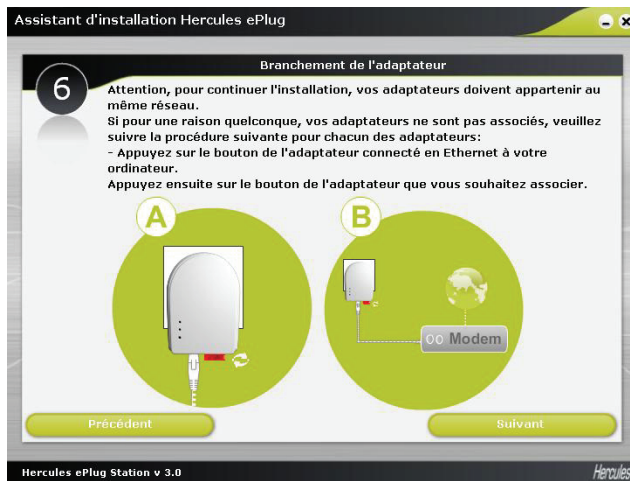 Assistant d'installation Hercules ePlug
Branchement de l'adaptateur
6
Attention, pour continuer l'installation, vos adaptateurs doivent appartenir au
même réseau.
Si pour une raison quelconque, vos adaptateurs ne sont pas associés, veuillez
suivre la procédure suivante pour chacun des adaptateurs:
- Appuyez sur le bouton de l'adaptateur connecté en Ethernet à votre
ordinateur.
Appuyez ensuite sur le bouton de l'adaptateur que vous souhaitez associer.
A
B
Modem
Précédent
Suivant
Hercules ePlug Station v 3.0
Hercules